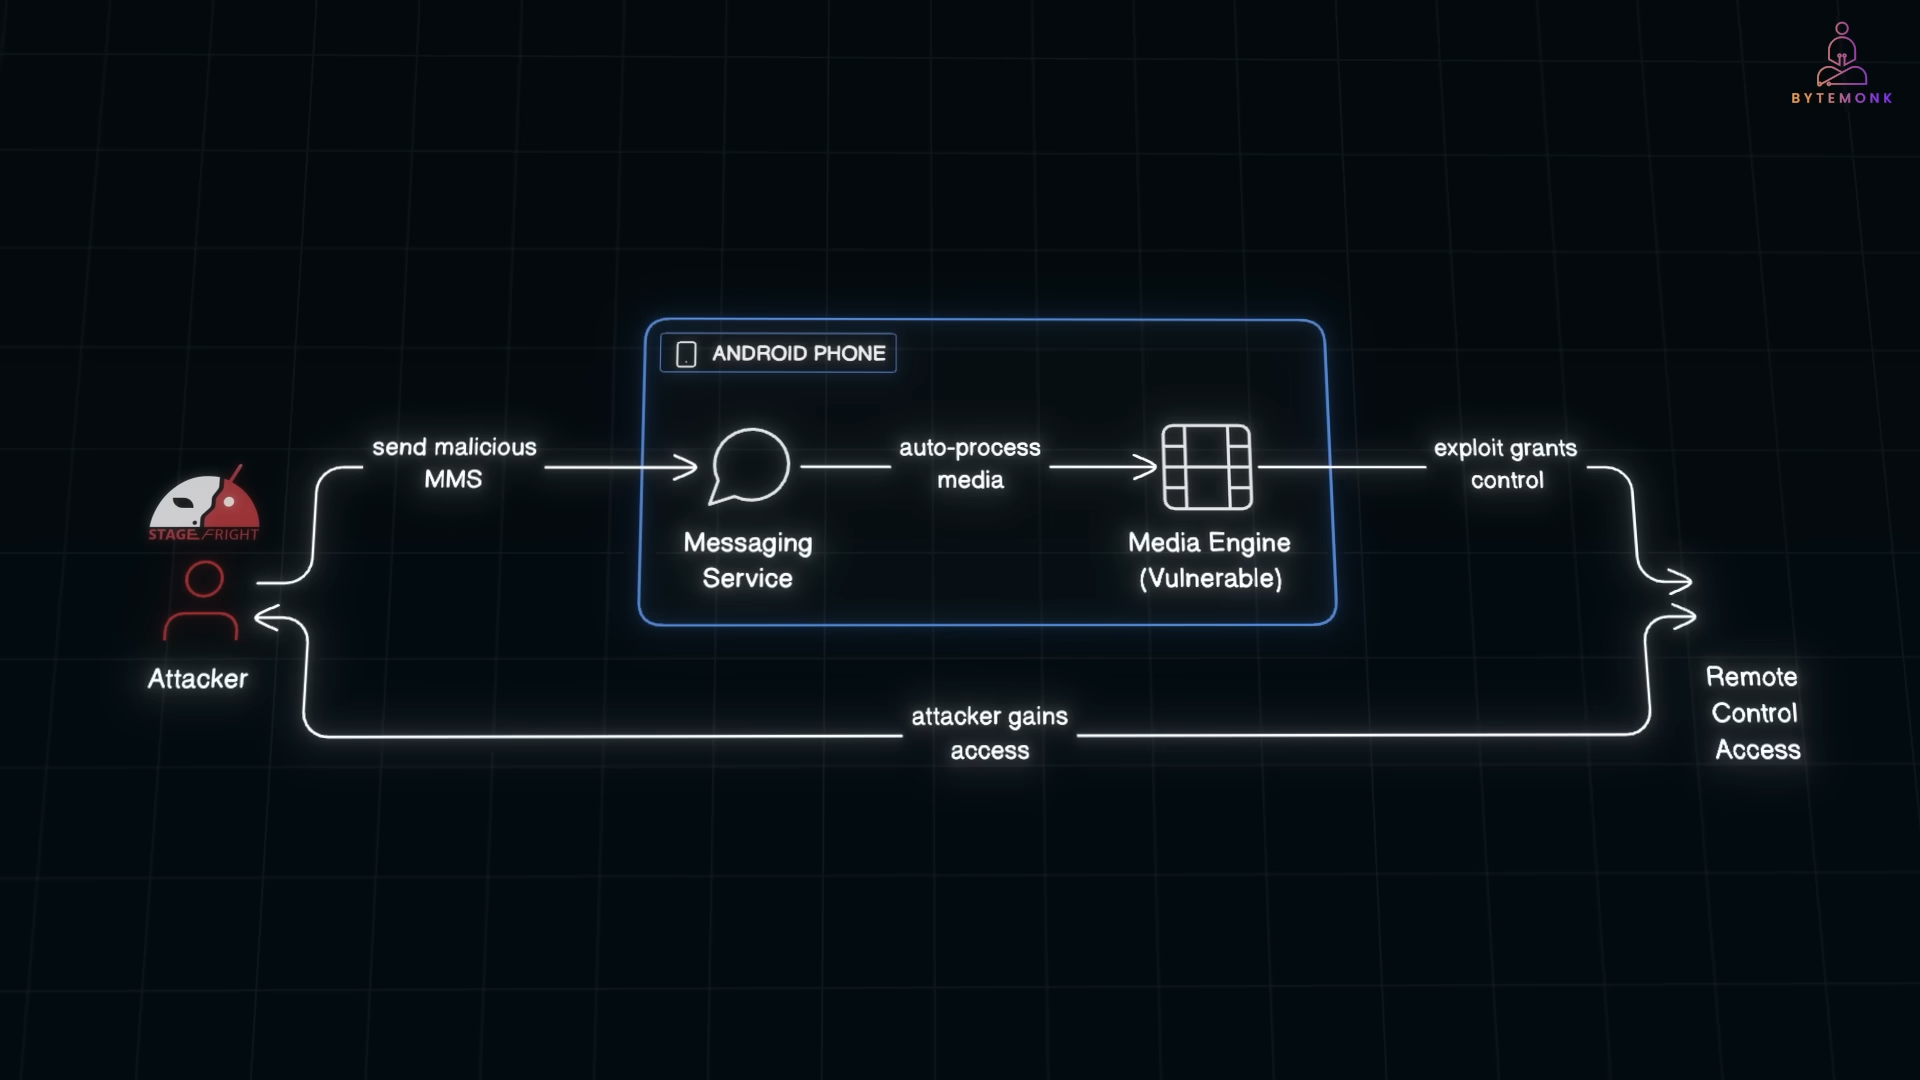 BYTEMONK
ANDROID PHONE
send malicious
MMS
auto-process
media
exploit grants
control
STAGEFRIGHT
Messaging
Service
Media Engine
(Vulnerable)
Attacker
attacker gains
access
Remote
Control
Access